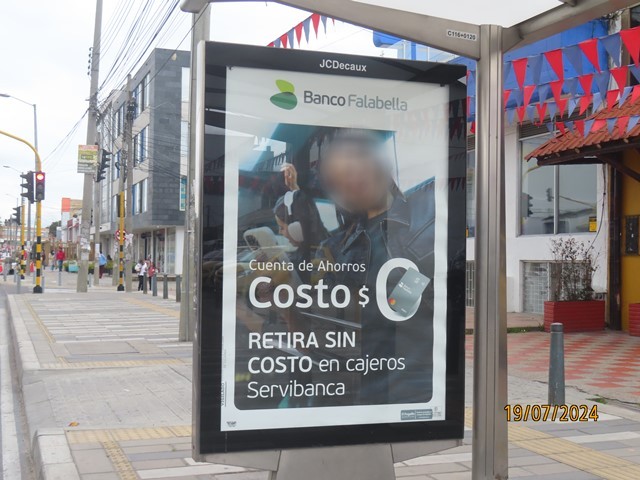 C116-0120
JCDecaux
Banco Falabella
Cuenta de Ahorros
Costo $0
RETIRA SIN
COSTO en cajeros
Servibanca
19/07/2024